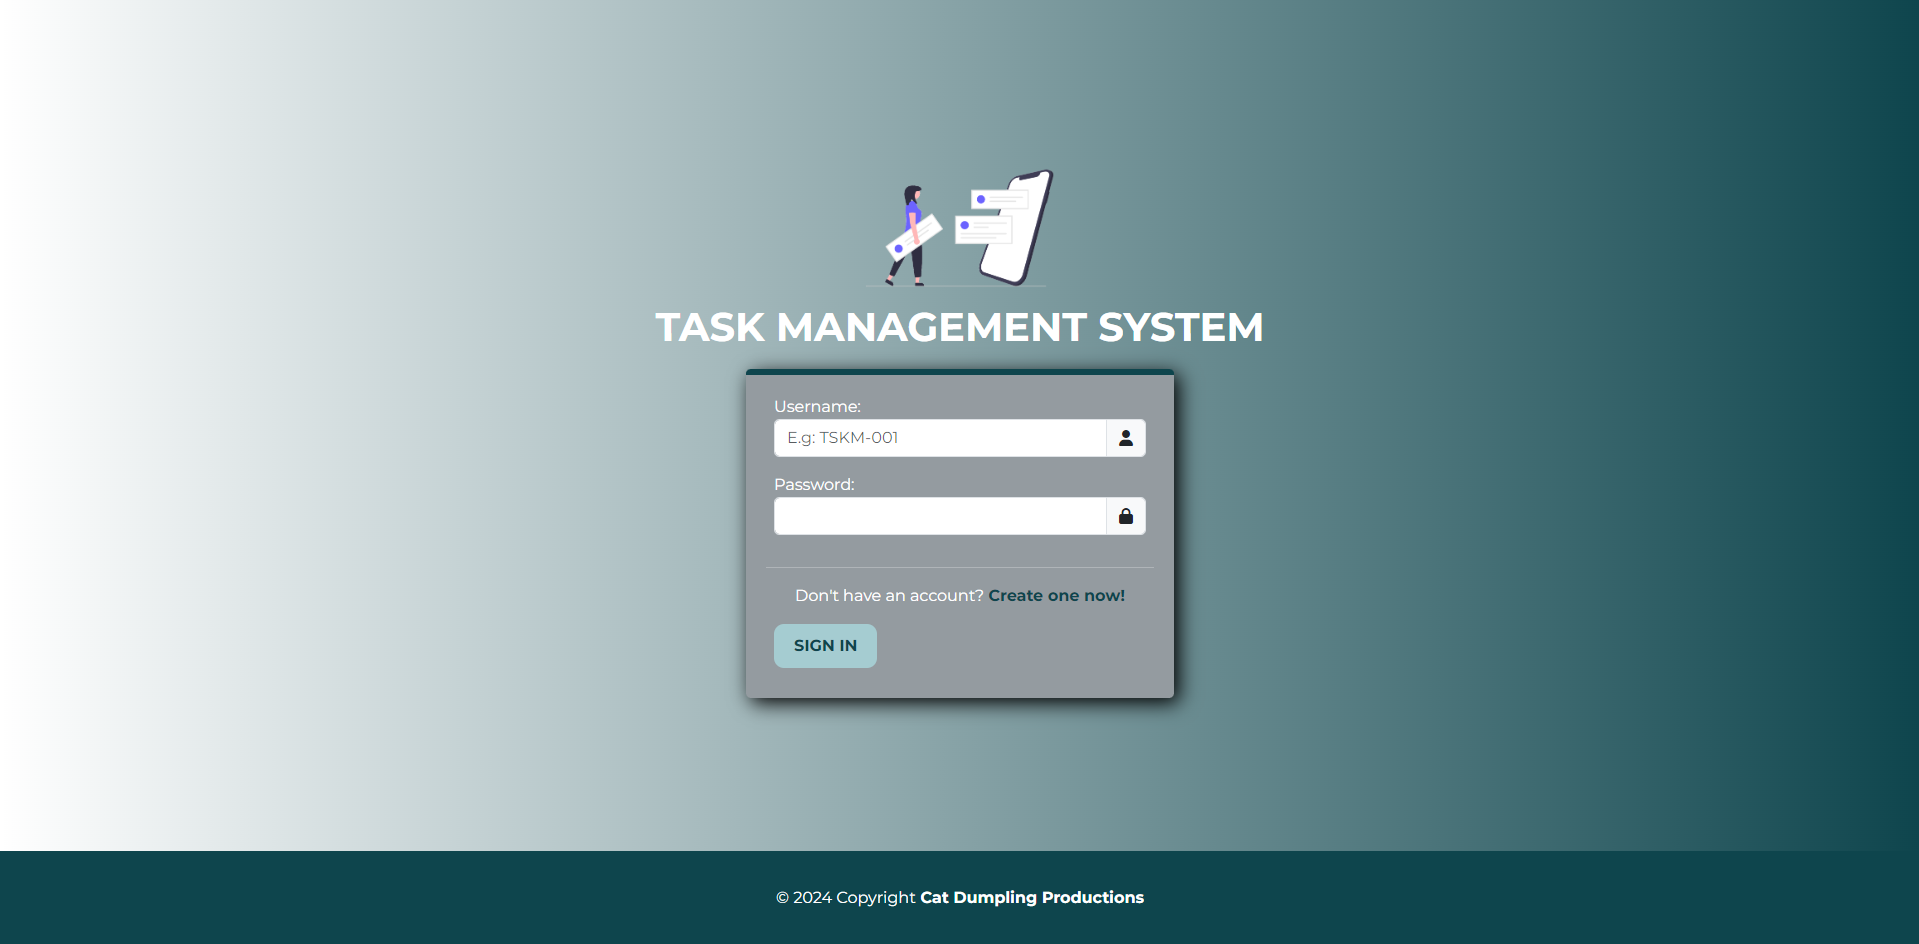 TASK MANAGEMENT SYSTEM
Username:
E.g: TSKM-001
Password:
Don't have an account? Create one now!
SIGN IN
© 2024 Copyright Cat Dumpling Productions